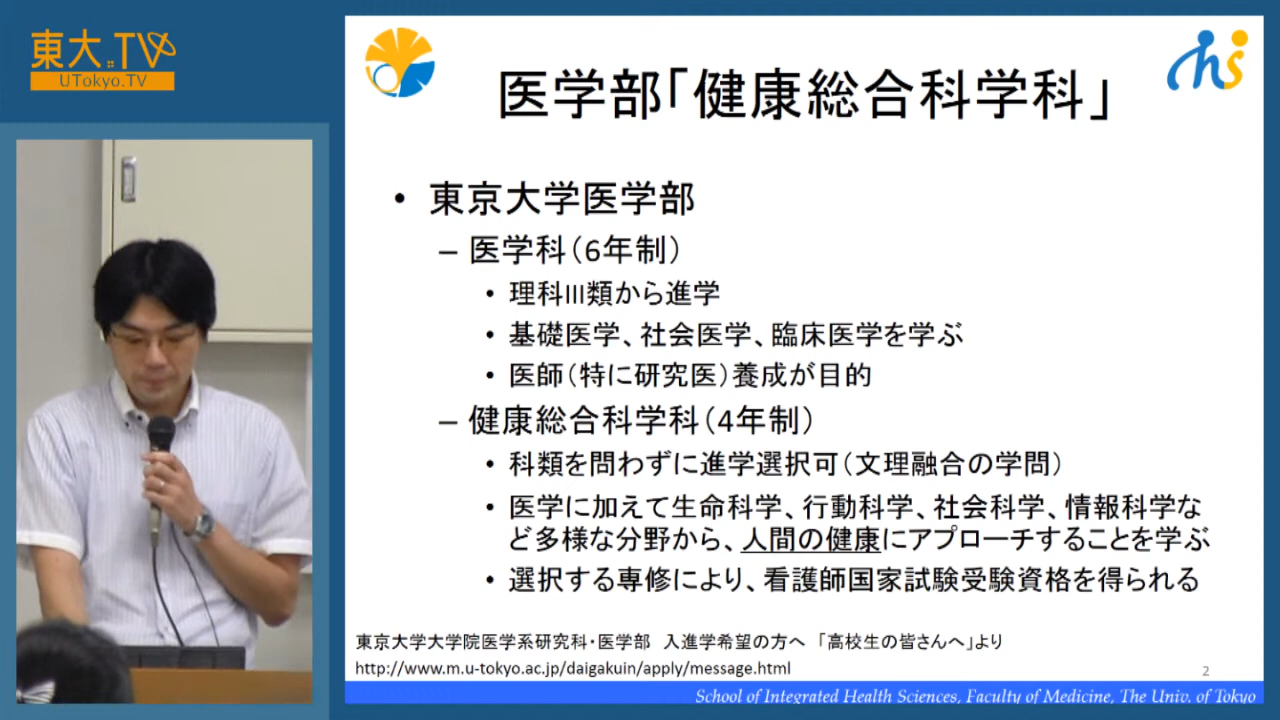 東大.TV
UTokyo.TV
hs
医学部「健康総合科学科」
• 東京大学医学部
– 医学科（6年制）
• 理科III類から進学
• 基礎医学、社会医学、臨床医学を学ぶ
• 医師（特に研究医）養成が目的
– 健康総合科学科（4年制）
• 科類を問わずに進学選択可（文理融合の学問）
• 医学に加えて生命科学、行動科学、社会科学、情報科学な
ど多様な分野から、人間の健康にアプローチすることを学ぶ
• 選択する専修により、看護師国家試験受験資格を得られる
東京大学大学院医学系研究科・医学部　入進学希望の方へ　「高校生の皆さんへ」より
http://www.m.u-tokyo.ac.jp/daigakuin/apply/message.html
2
School of Integrated Health Sciences, Faculty of Medicine, The Univ. of Tokyo